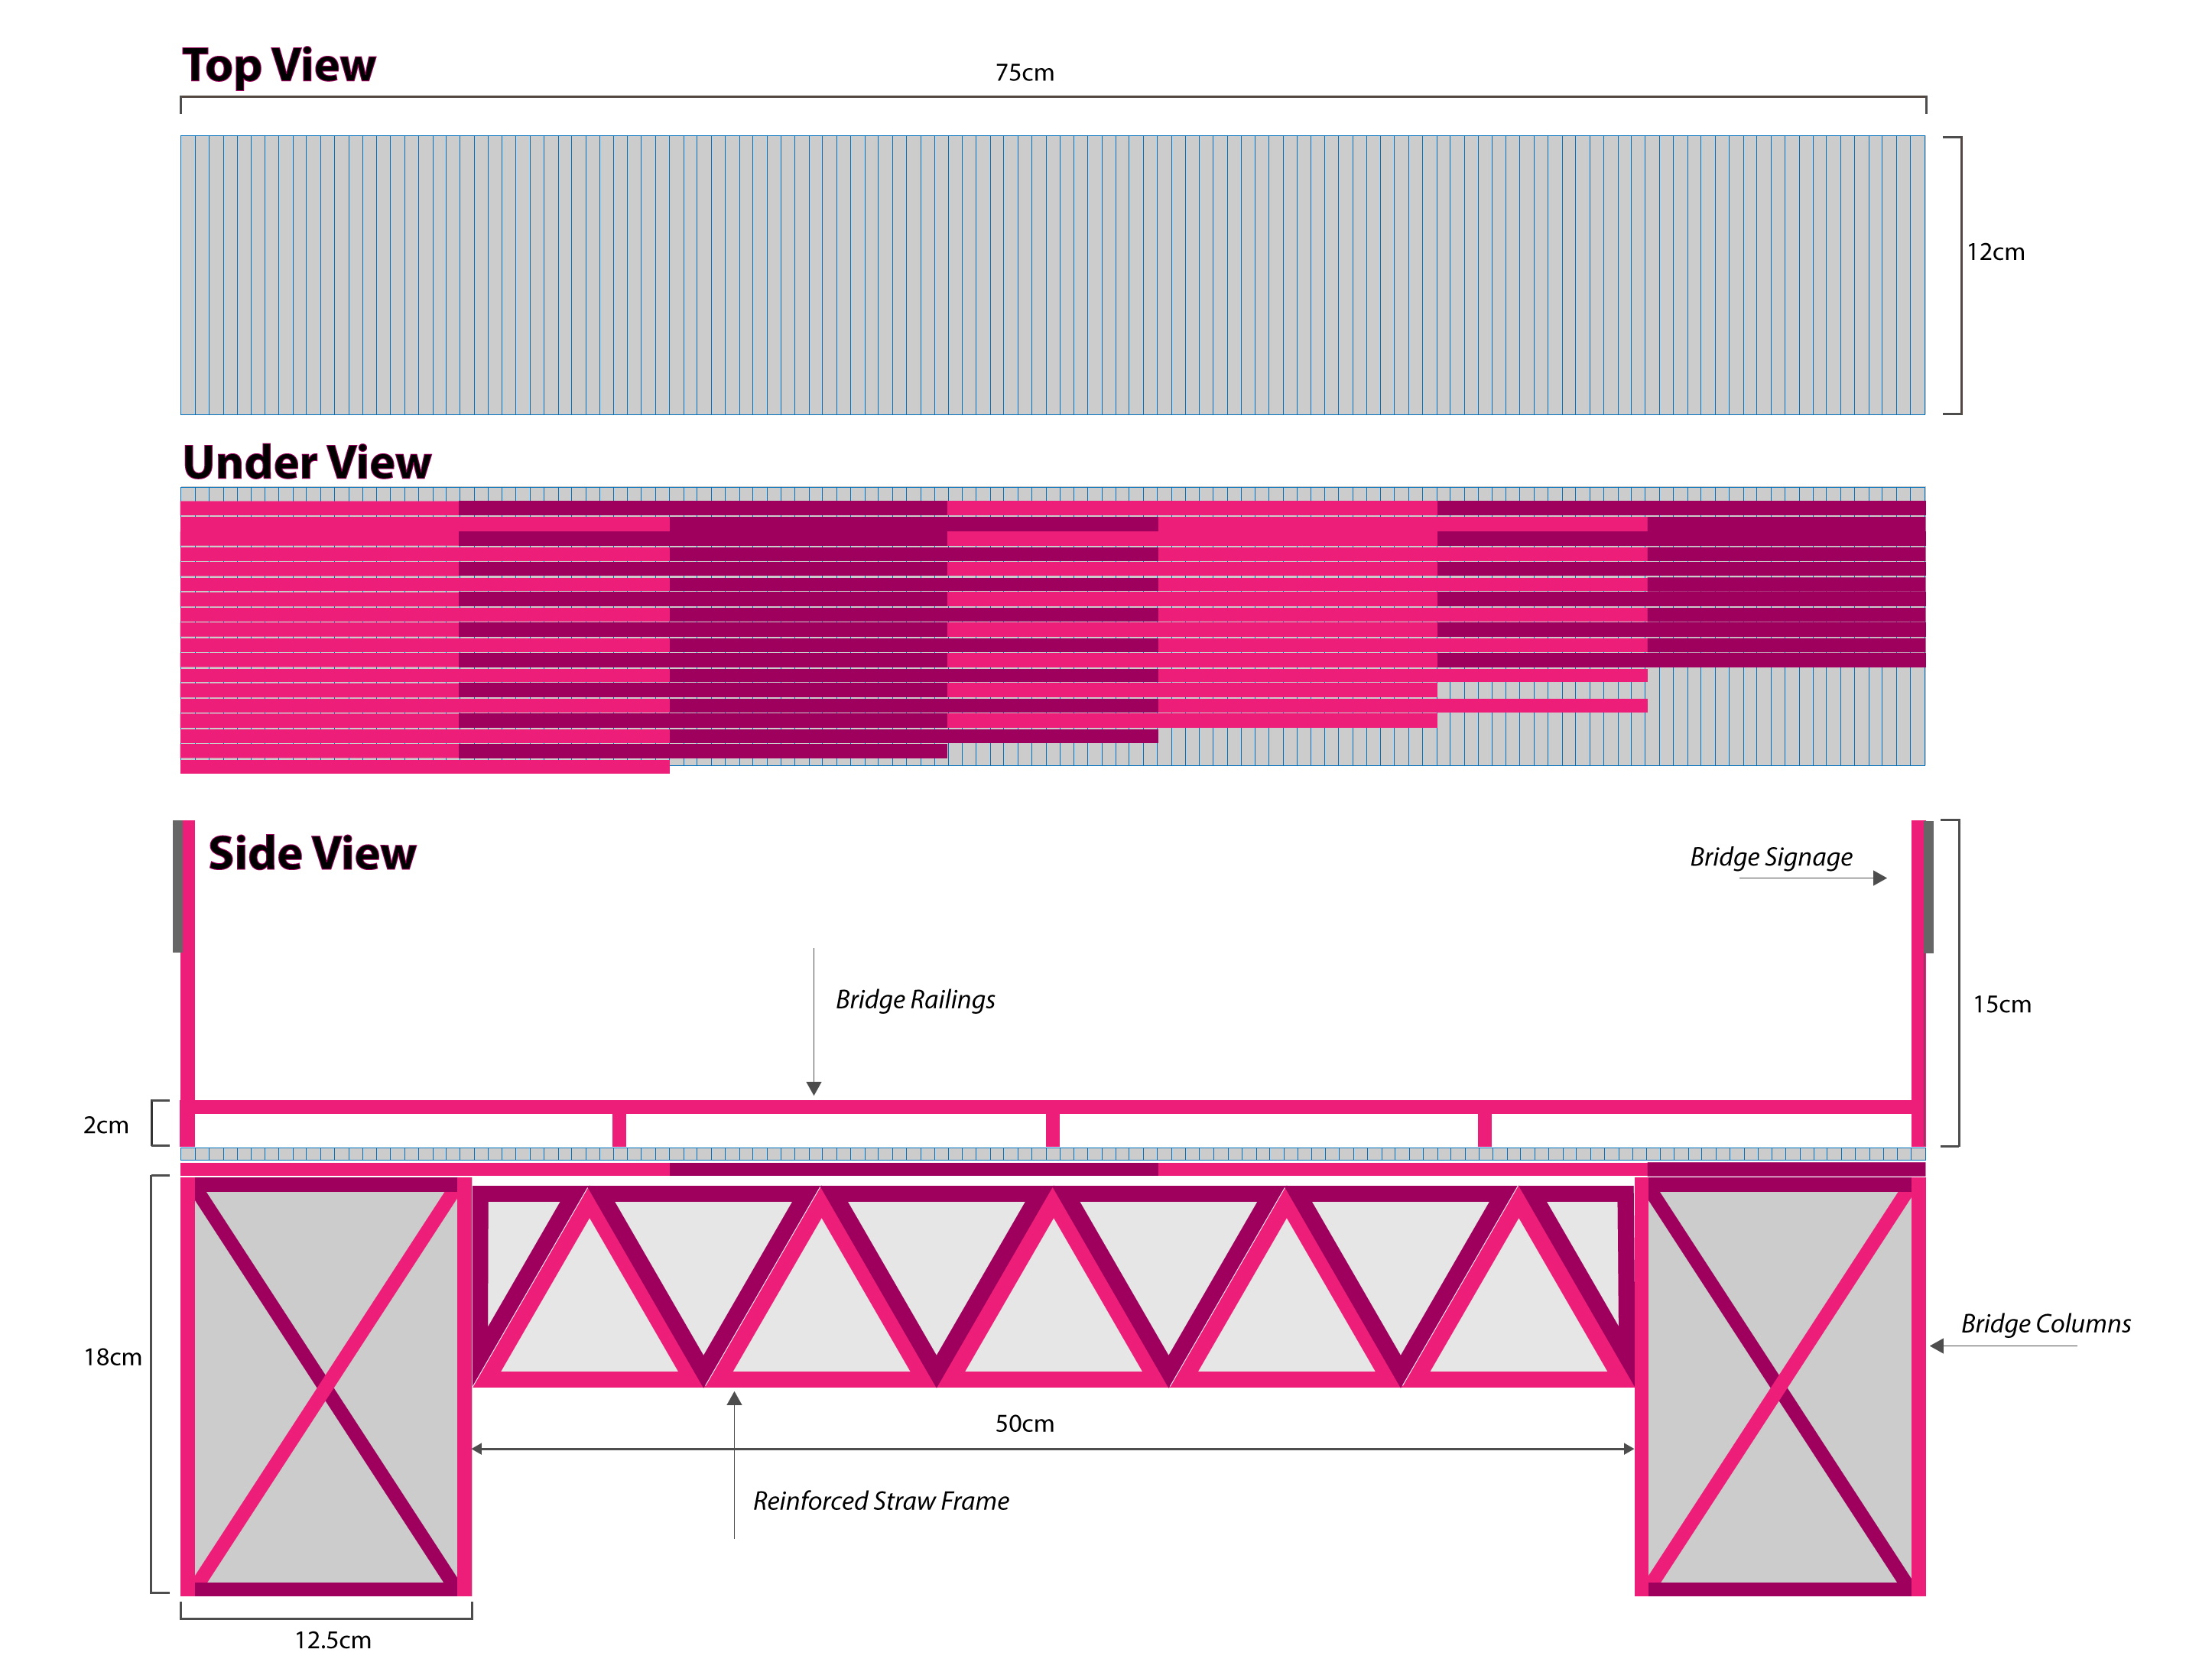 Top View
75cm
12cm
Under View
Side View
Bridge Signage
Bridge Railings
15cm
2cm
18cm
Bridge Columns
50cm
Reinforced Straw Frame
12.5cm